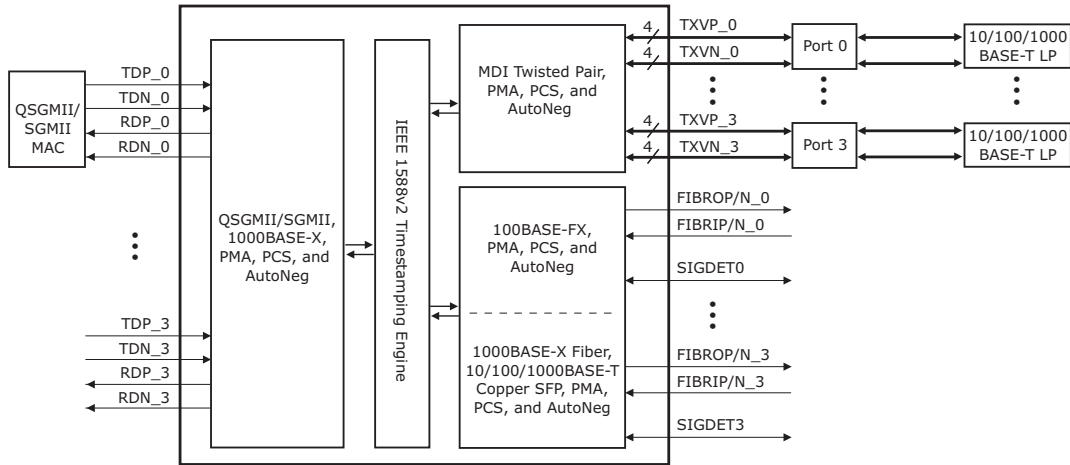 QSGMII/
SGMII
MAC
TDP_0
TDN_0
RDP_0
RDN_0
TDP_3
TDN_3
RDP_3
RDN_3
QSGMII/SGMII,
1000BASE-X,
PMA, PCS, and
AutoNeg
IEEE 1588v2 Timestamping Engine
MDI Twisted Pair,
PMA, PCS, and
AutoNeg
100BASE-FX,
PMA, PCS, and
AutoNeg
1000BASE-X Fiber,
10/100/1000BASE-T
Copper SFP, PMA,
PCS, and AutoNeg
4
TXVP_0
4
TXVN_0
4
TXVP_3
4
TXVN_3
Port 0
Port 3
10/100/1000
BASE-T LP
10/100/1000
BASE-T LP
FIBROP/N_0
FIBRIP/N_0
SIGDET0
FIBROP/N_3
FIBRIP/N_3
SIGDET3